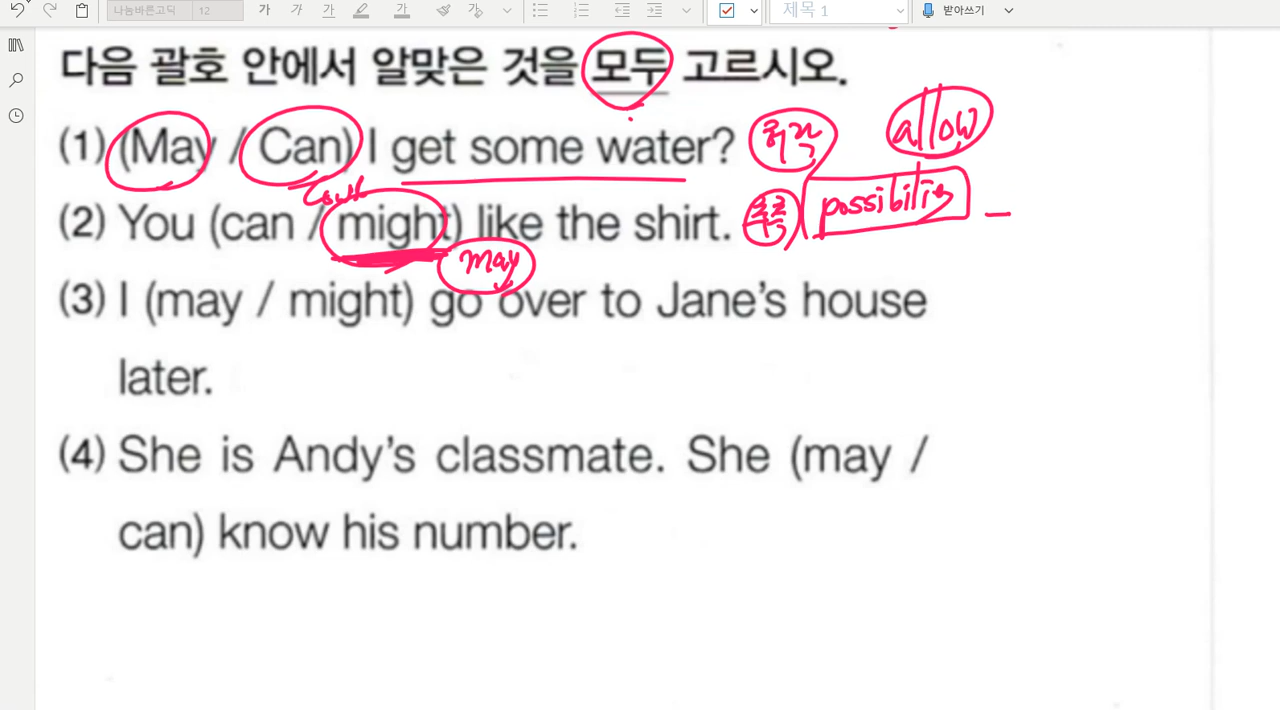 나눔바른고딕 12 가 가 가 가 가 제목 1 받아쓰기
다음 괄호 안에서 알맞은 것을 모두 고르시오.
(1) (May / Can) I get some water? 허락 allow
(2) You (can / might) like the shirt. 추측 possibility
may
(3) I (may / might) go over to Jane's house
later.
(4) She is Andy's classmate. She (may /
can) know his number.